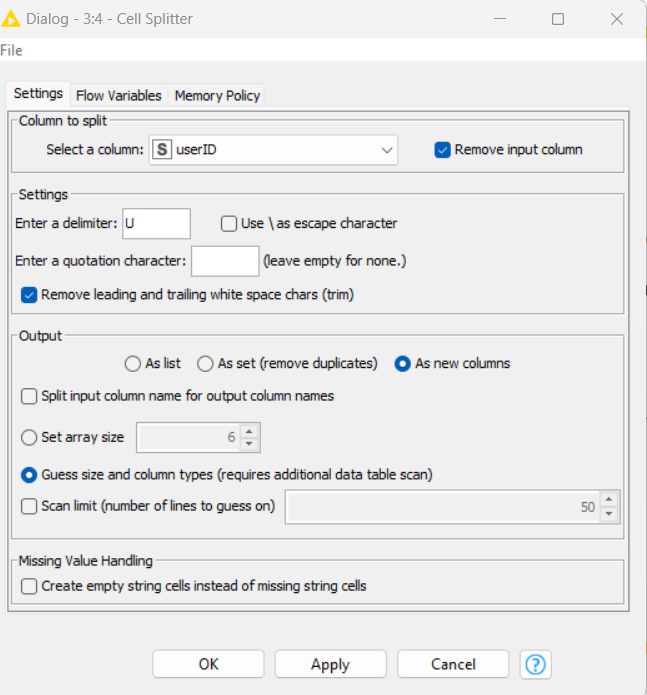 Dialog - 3:4 - Cell Splitter
File
Settings Flow Variables Memory Policy
Column to split
Select a column: S userID Remove input column
Settings
Enter a delimiter: U Use \ as escape character
Enter a quotation character: (leave empty for none.)
Remove leading and trailing white space chars (trim)
Output
As list As set (remove duplicates) As new columns
Split input column name for output column names
Set array size 6
Guess size and column types (requires additional data table scan)
Scan limit (number of lines to guess on) 50
Missing Value Handling
Create empty string cells instead of missing string cells
OK Apply Cancel ?